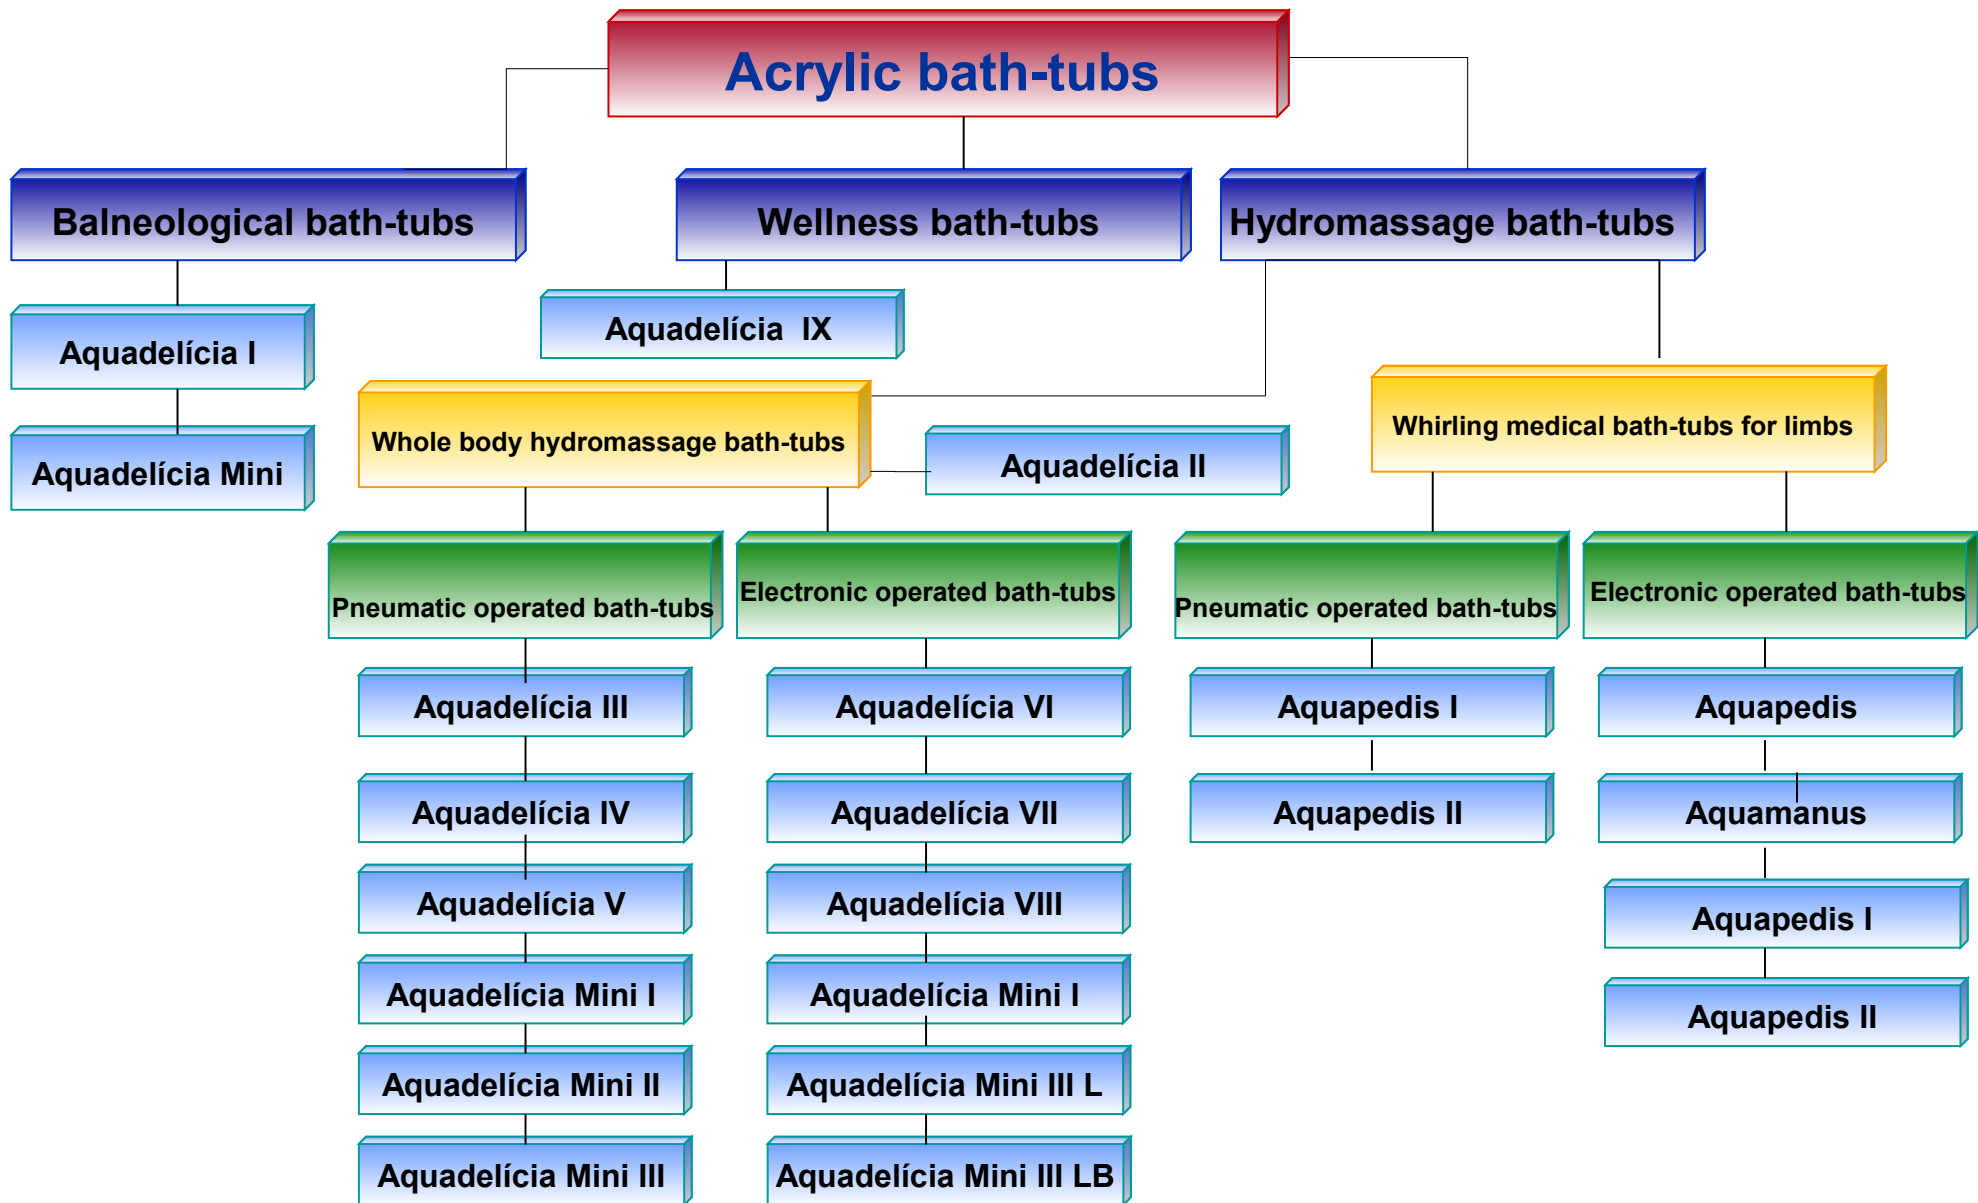 Acrylic bath-tubs
Balneological bath-tubs
Wellness bath-tubs
Hydromassage bath-tubs
Aquadelícia I
Aquadelícia Mini
Aquadelícia IX
Whole body hydromassage bath-tubs
Aquadelícia II
Whirling medical bath-tubs for limbs
Pneumatic operated bath-tubs
Electronic operated bath-tubs
Pneumatic operated bath-tubs
Electronic operated bath-tubs
Aquadelícia III
Aquadelícia VI
Aquapedis I
Aquapedis
Aquadelícia IV
Aquadelícia VII
Aquapedis II
Aquamanus
Aquadelícia V
Aquadelícia VIII
Aquapedis I
Aquadelícia Mini I
Aquadelícia Mini I
Aquapedis II
Aquadelícia Mini II
Aquadelícia Mini III L
Aquadelícia Mini III
Aquadelícia Mini III LB